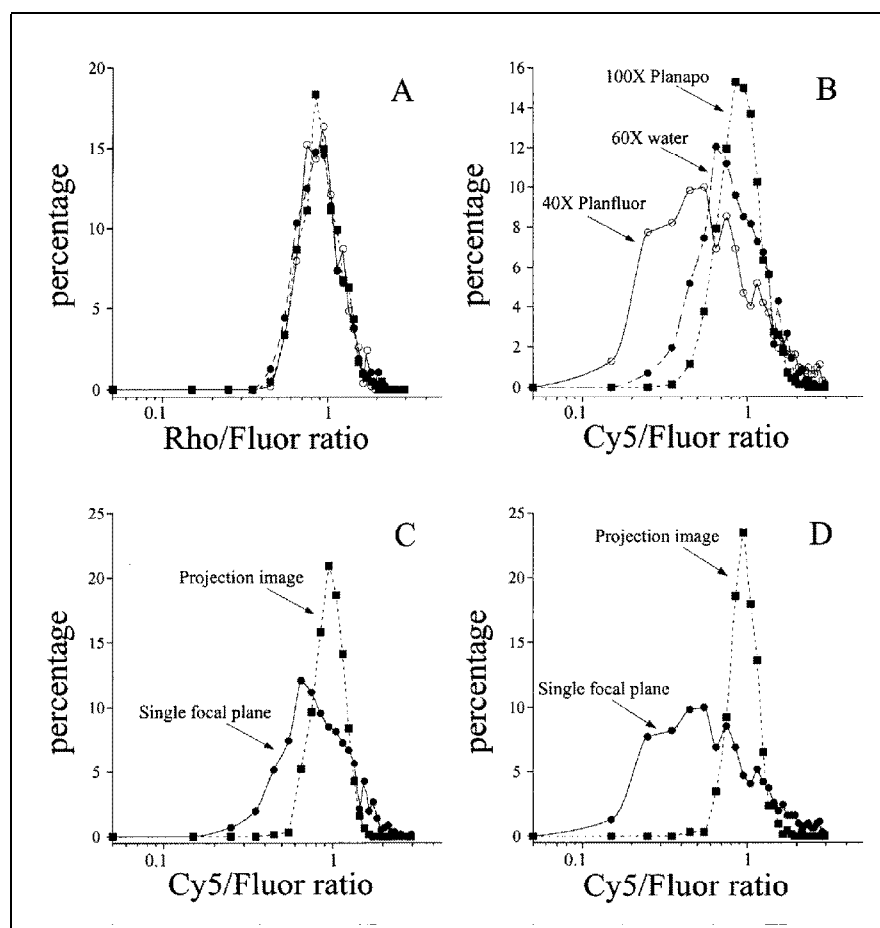 A
20
15
10
5
0
percentage
0.1
1
Rho/Fluor ratio
B
16
14
12
10
8
6
4
2
0
percentage
100X Planapo
60X water
40X Planfluor
0.1
1
Cy5/Fluor ratio
C
25
20
15
10
5
0
percentage
Projection image
Single focal plane
0.1
1
Cy5/Fluor ratio
D
25
20
15
10
5
0
percentage
Projection image
Single focal plane
0.1
1
Cy5/Fluor ratio